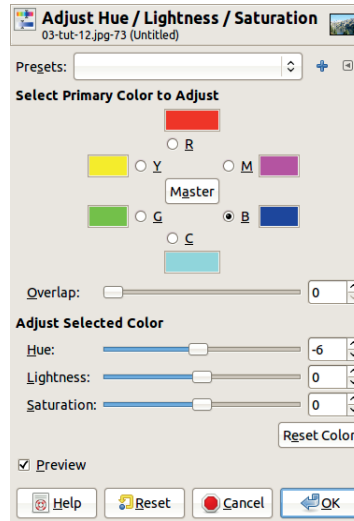 Adjust Hue / Lightness / Saturation
03-tut-12.jpg-73 (Untitled)
Presets:
Select Primary Color to Adjust
R
Y M
Master
G B
C
Overlap: 0
Adjust Selected Color
Hue: -6
Lightness: 0
Saturation: 0
Reset Color
Preview
Help Reset Cancel OK